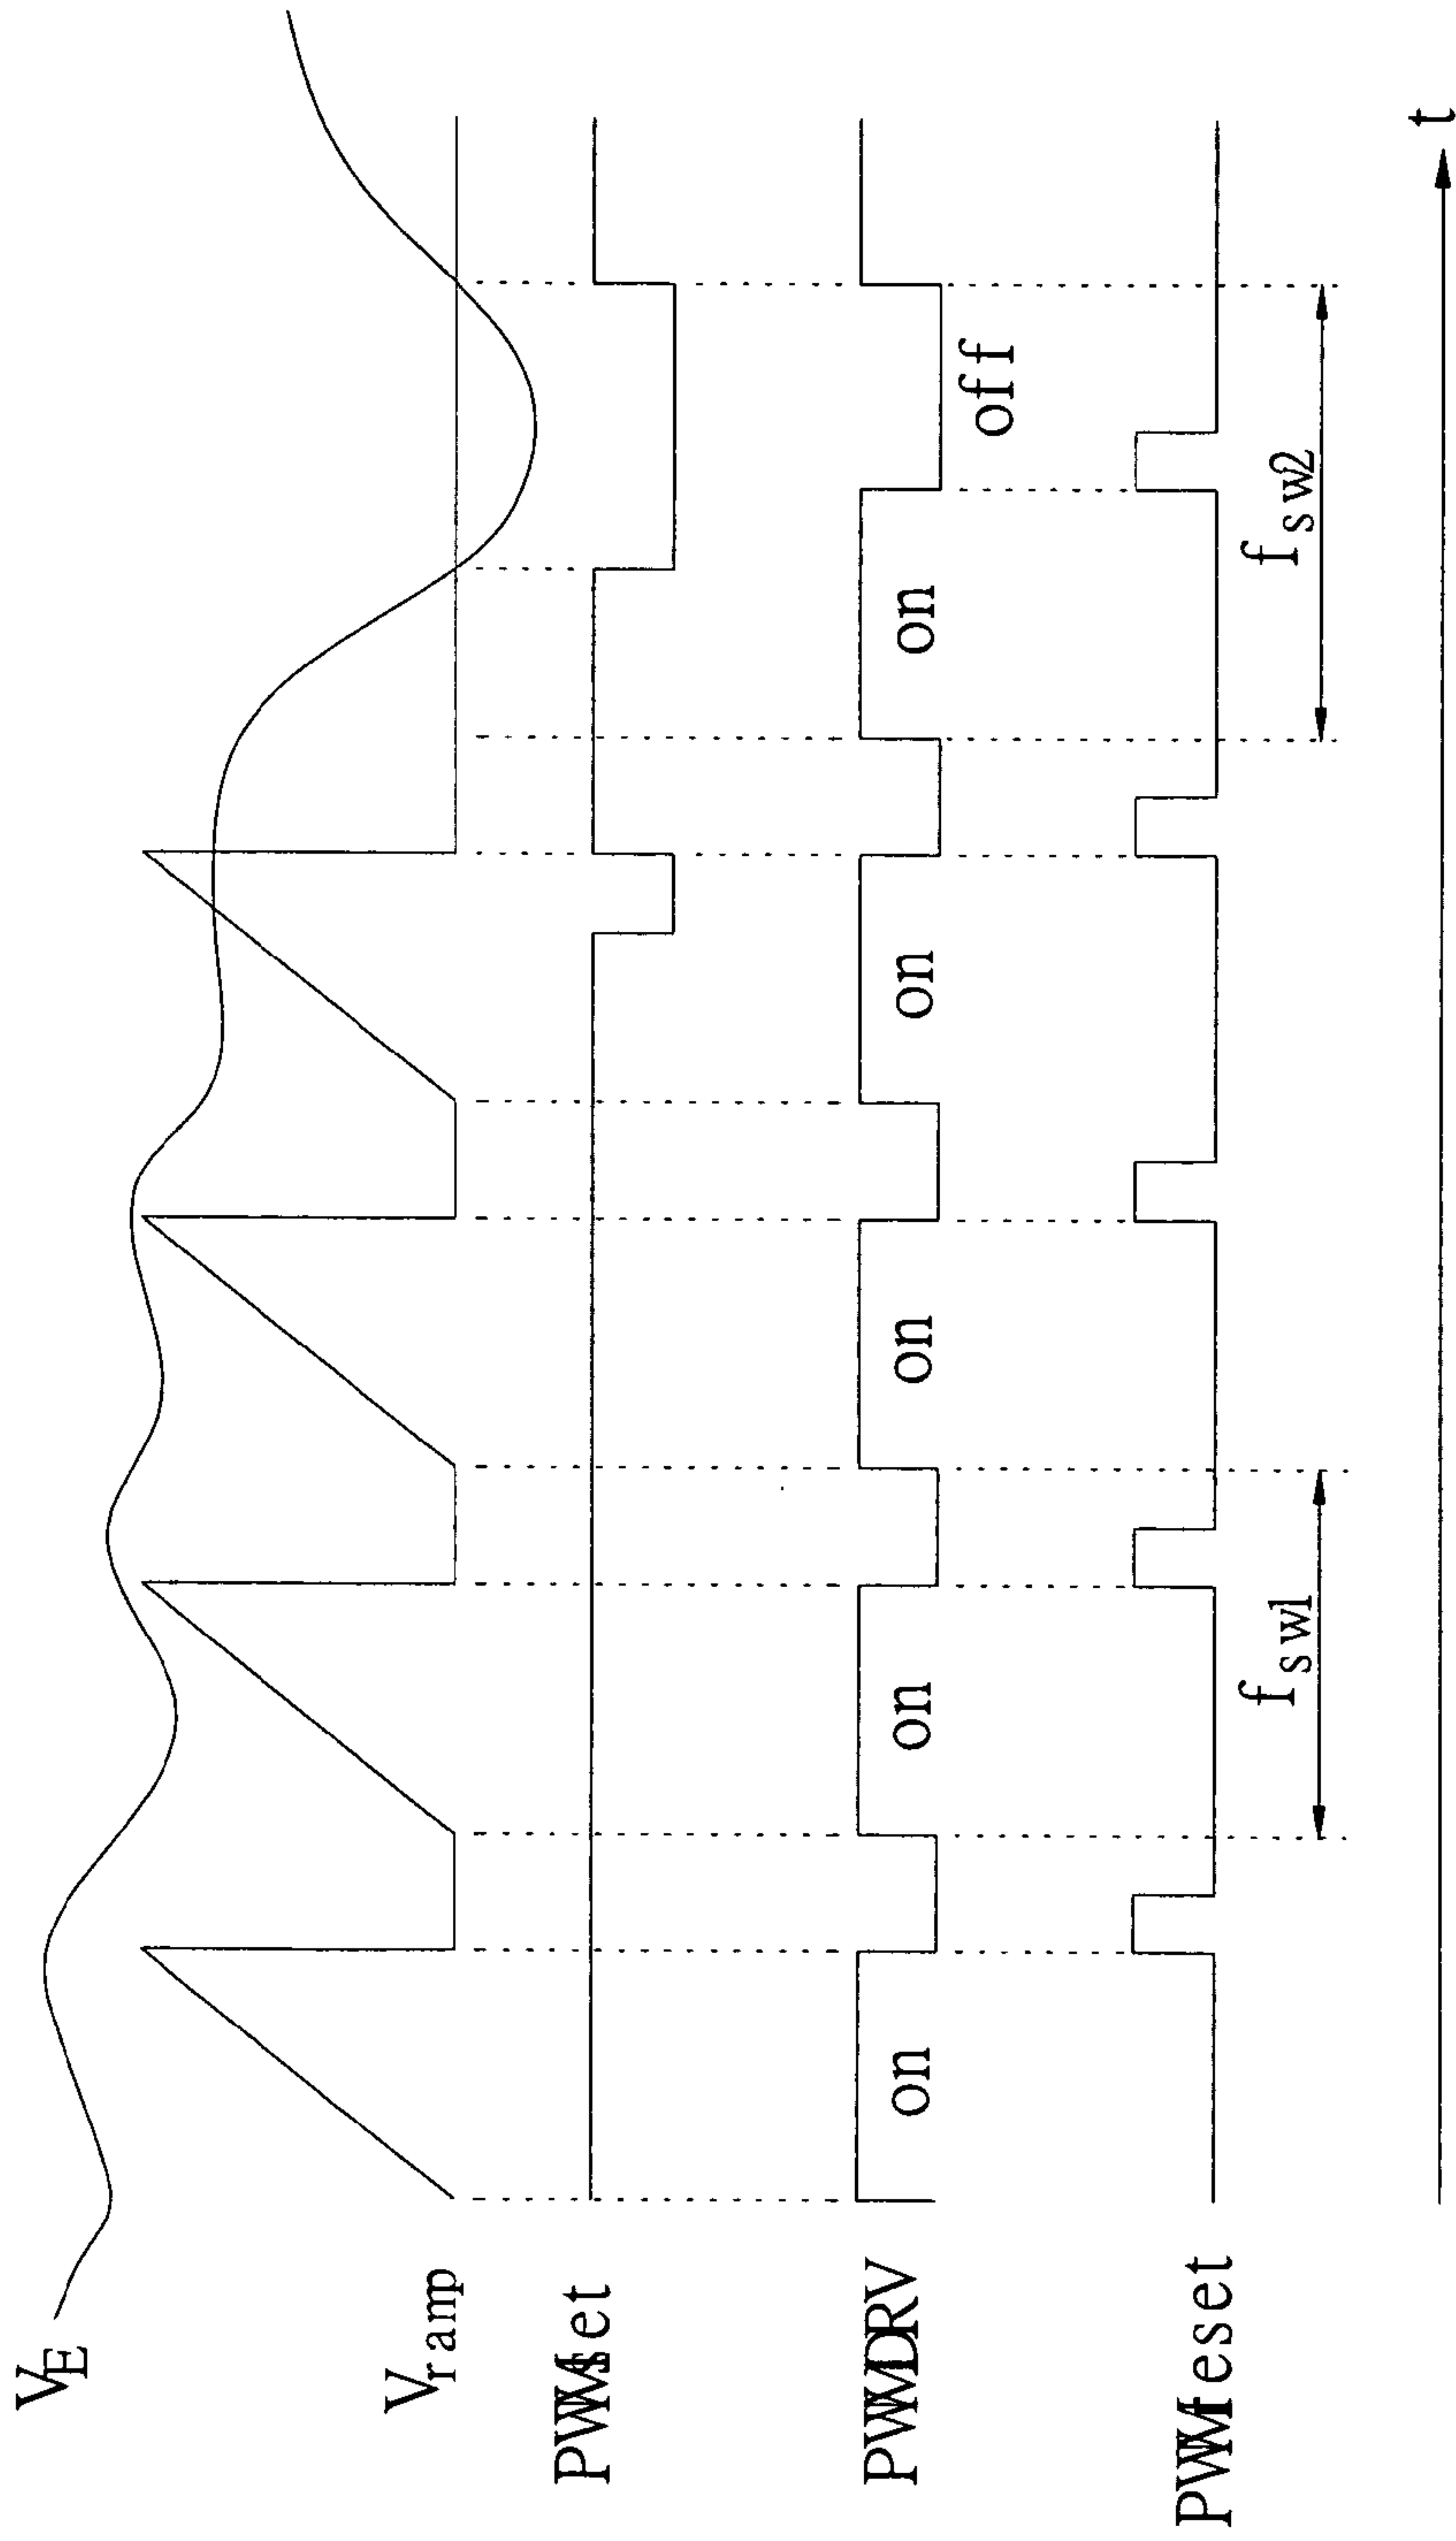 V_E
V_ramp
PWMset
PWMDRV
on
on
on
on
on
off
PWMreset
f_sw1
f_sw2
t